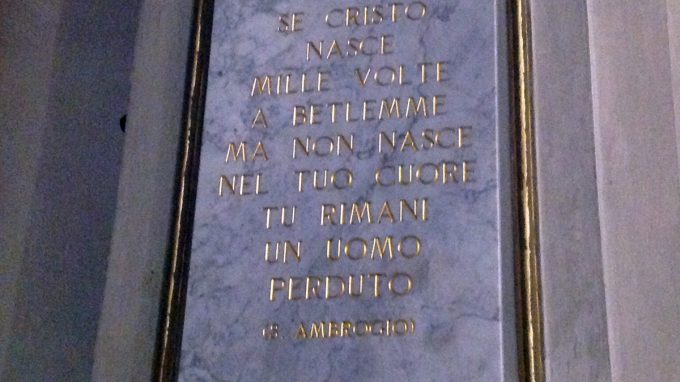 SE CRISTO
NASCE
MILLE VOLTE
A BETLEMME
MA NON NASCE
NEL TUO CUORE
TU RIMANI
UN UOMO
PERDUTO
(S. AMBROGIO)